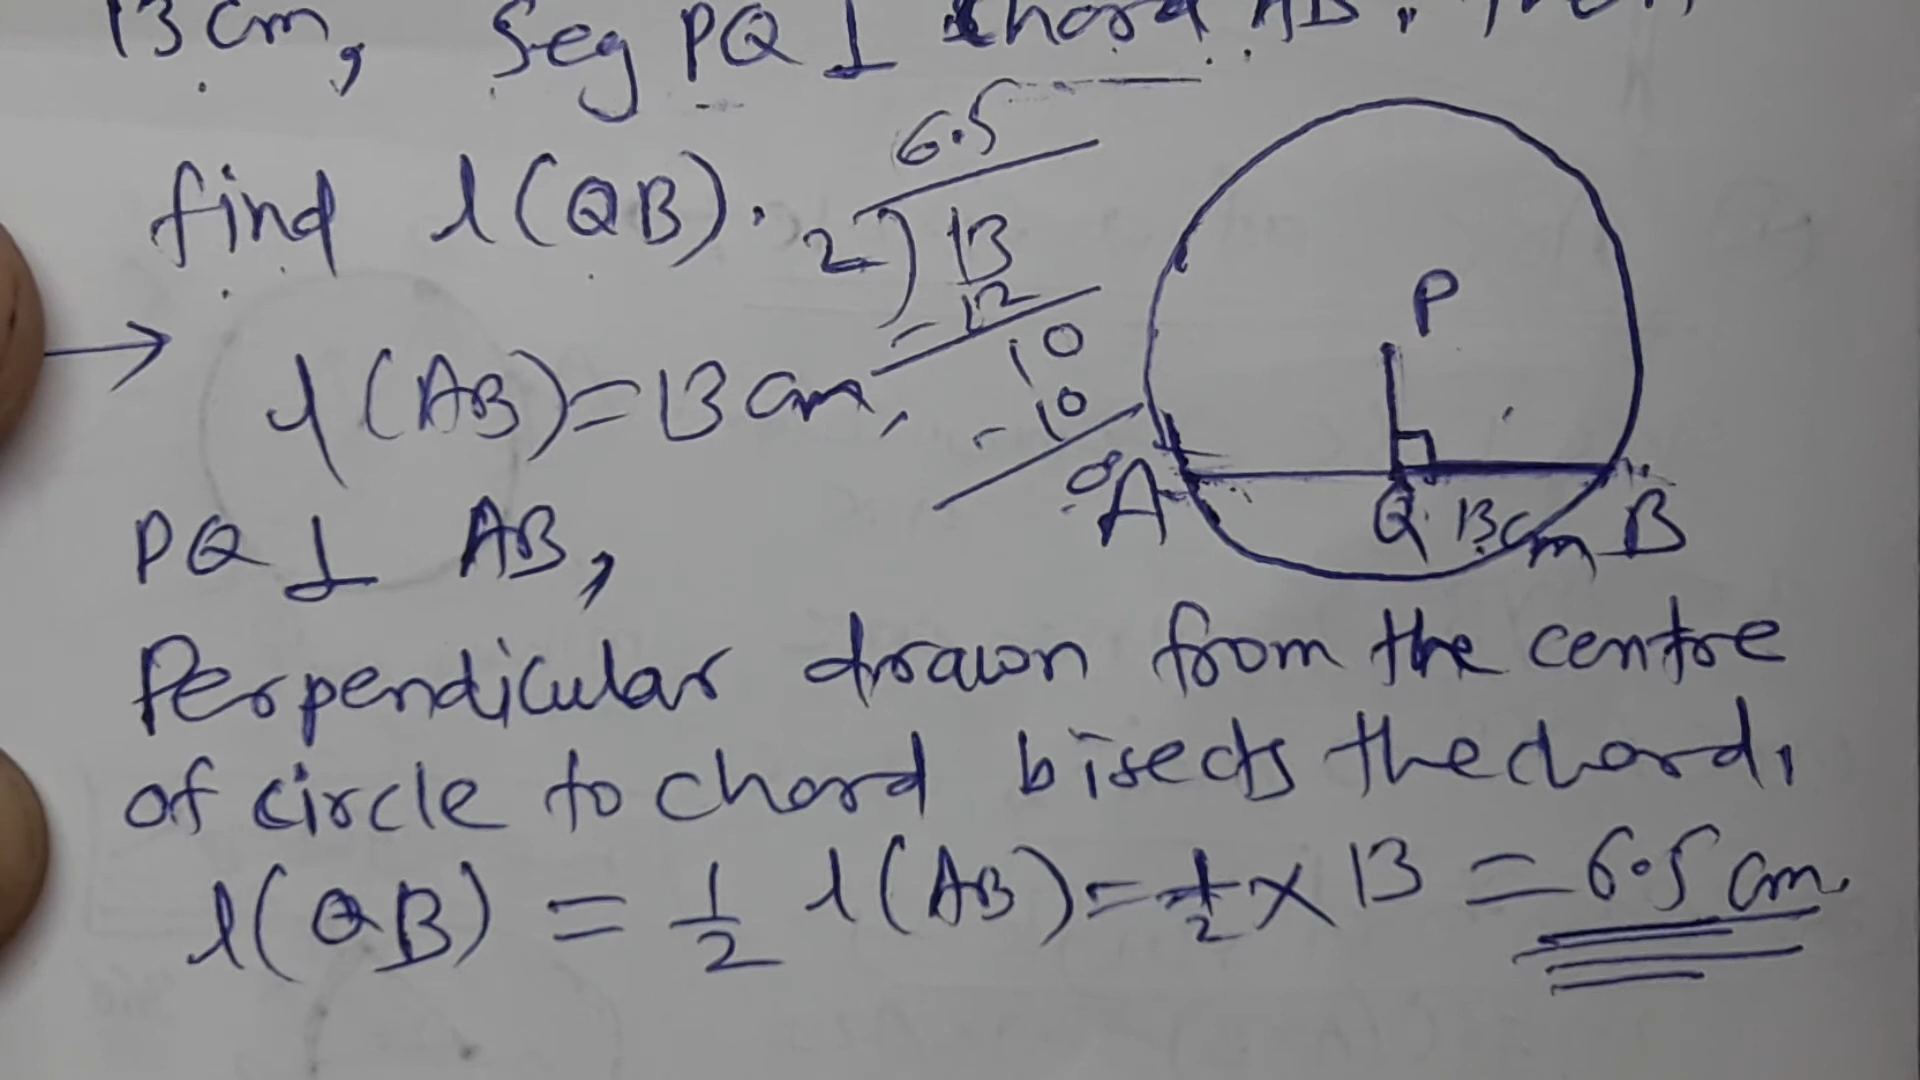 13 cm, Seg PQ ⊥ chord AB. Then
find l(QB).
6.5
2) 13
- 12
10
- 10
0
→ l(AB) = 13 cm,
P
A Q 13cm B
PQ ⊥ AB,
Perpendicular drawn from the centre
of circle to chord bisects the chord,
l(QB) = 1/2 l(AB) = 1/2 × 13 = 6.5 cm.